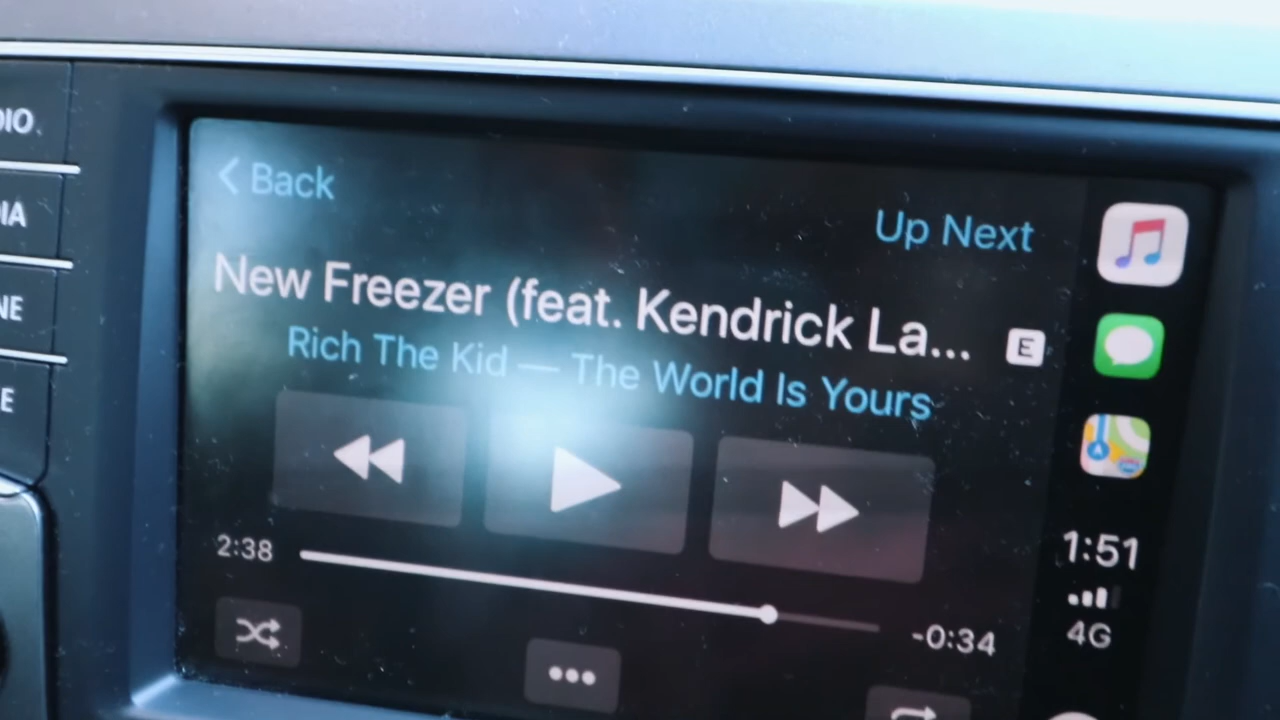 DIO
DIA
NE
E
Back
Up Next
New Freezer (feat. Kendrick La...
E
Rich The Kid — The World Is Yours
2:38
-0:34
1:51
4G